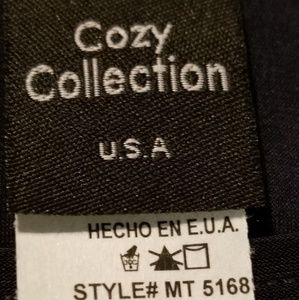 Cozy
Collection
U.S.A
HECHO EN E.U.A.
STYLE# MT 5168